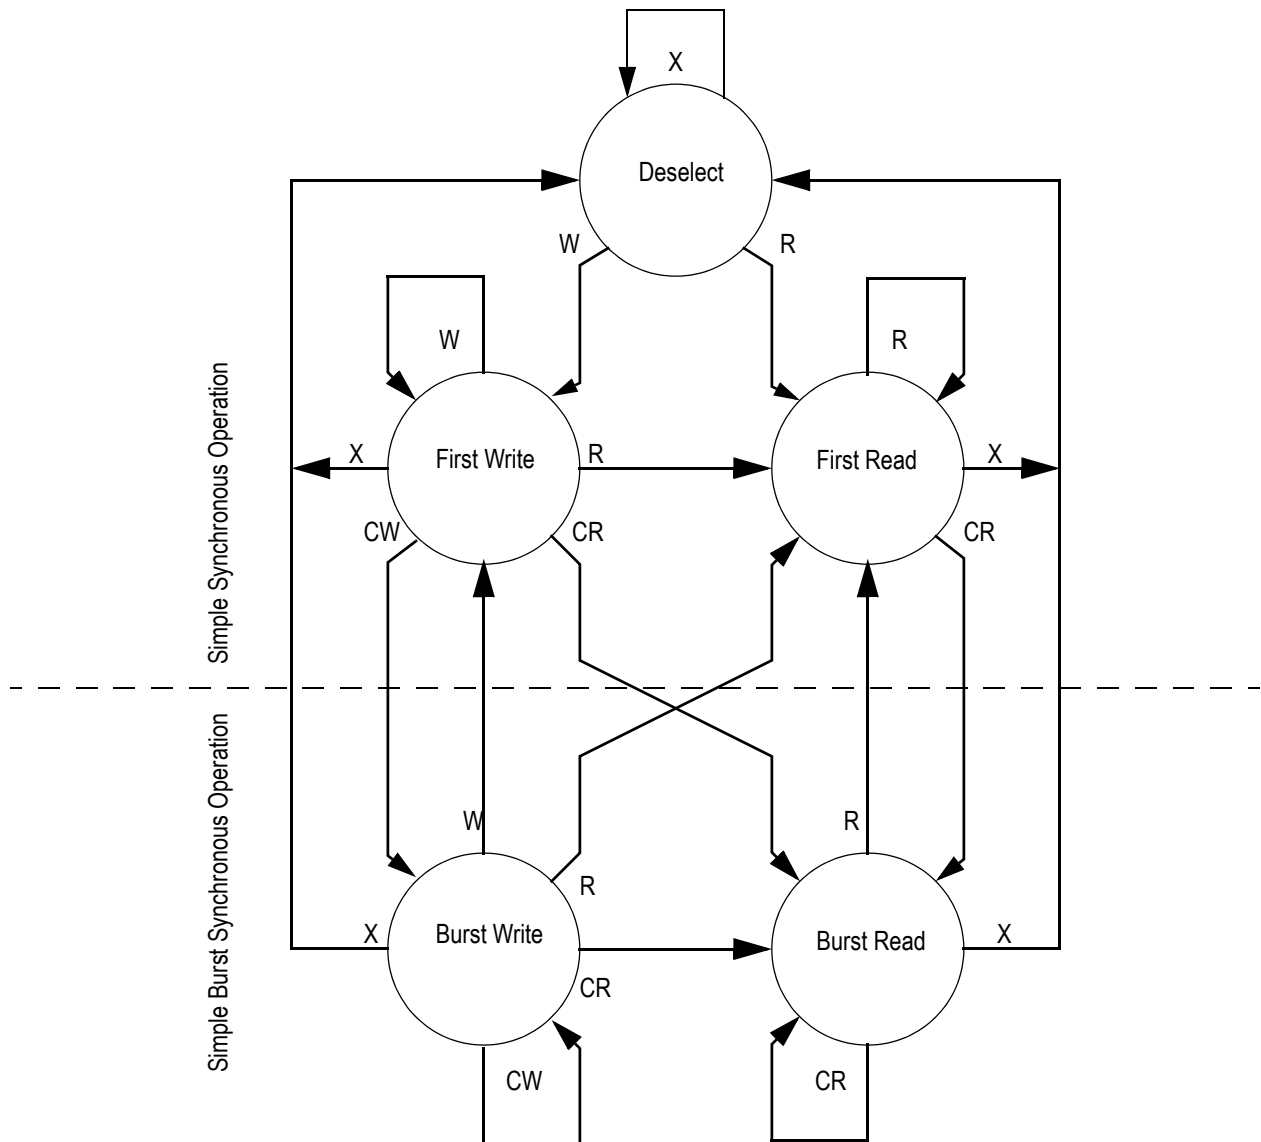 X
Deselect
W
R
W
R
X
First Write
R
First Read
X
CW
CR
CR
Simple Synchronous Operation
Simple Burst Synchronous Operation
W
R
R
X
Burst Write
Burst Read
X
CR
CW
CR